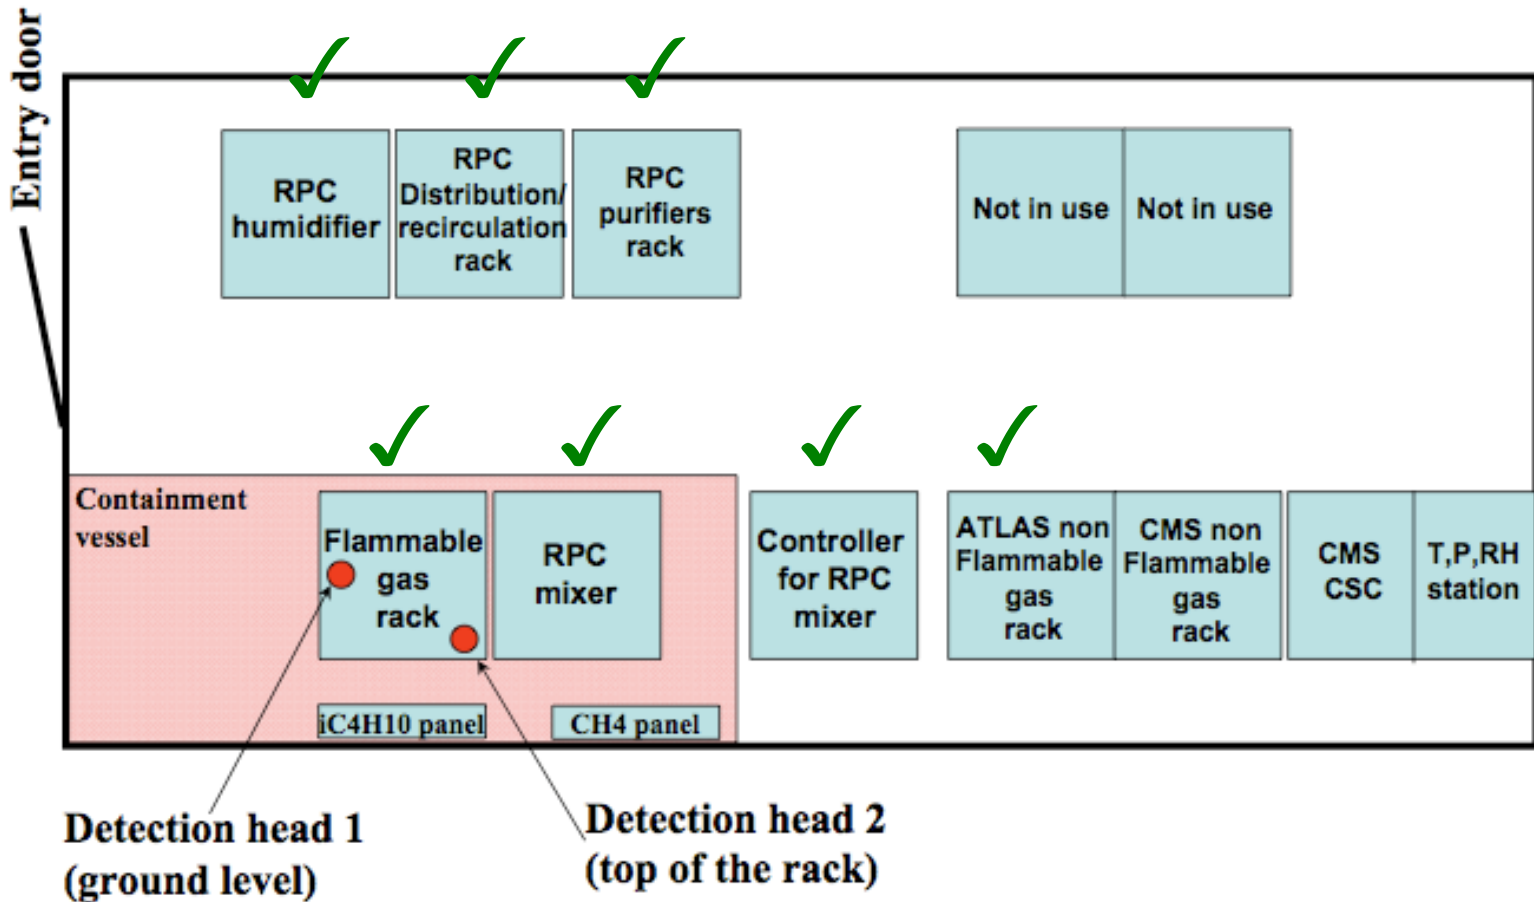 Entry door
RPC
humidifier
RPC
Distribution/
recirculation
rack
RPC
purifiers
rack
Not in use
Not in use
Containment
vessel
Flammable
gas
rack
RPC
mixer
Controller
for RPC
mixer
ATLAS non
Flammable
gas
rack
CMS non
Flammable
gas
rack
CMS
CSC
T,P,RH
station
iC4H10 panel
CH4 panel
Detection head 1
(ground level)
Detection head 2
(top of the rack)